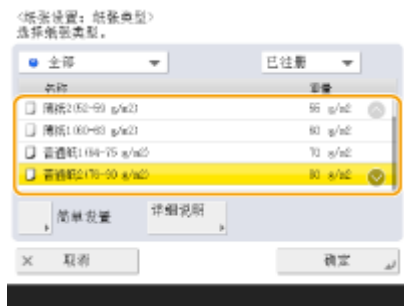 <纸张设置：纸张类型>
选择纸张类型。
全部 已注册
名称 重量
薄纸2(52-59 g/m2) 55 g/m2
薄纸1(60-63 g/m2) 60 g/m2
普通纸1(64-75 g/m2) 70 g/m2
普通纸2(76-90 g/m2) 80 g/m2
简单设置 详细说明
× 取消 确定